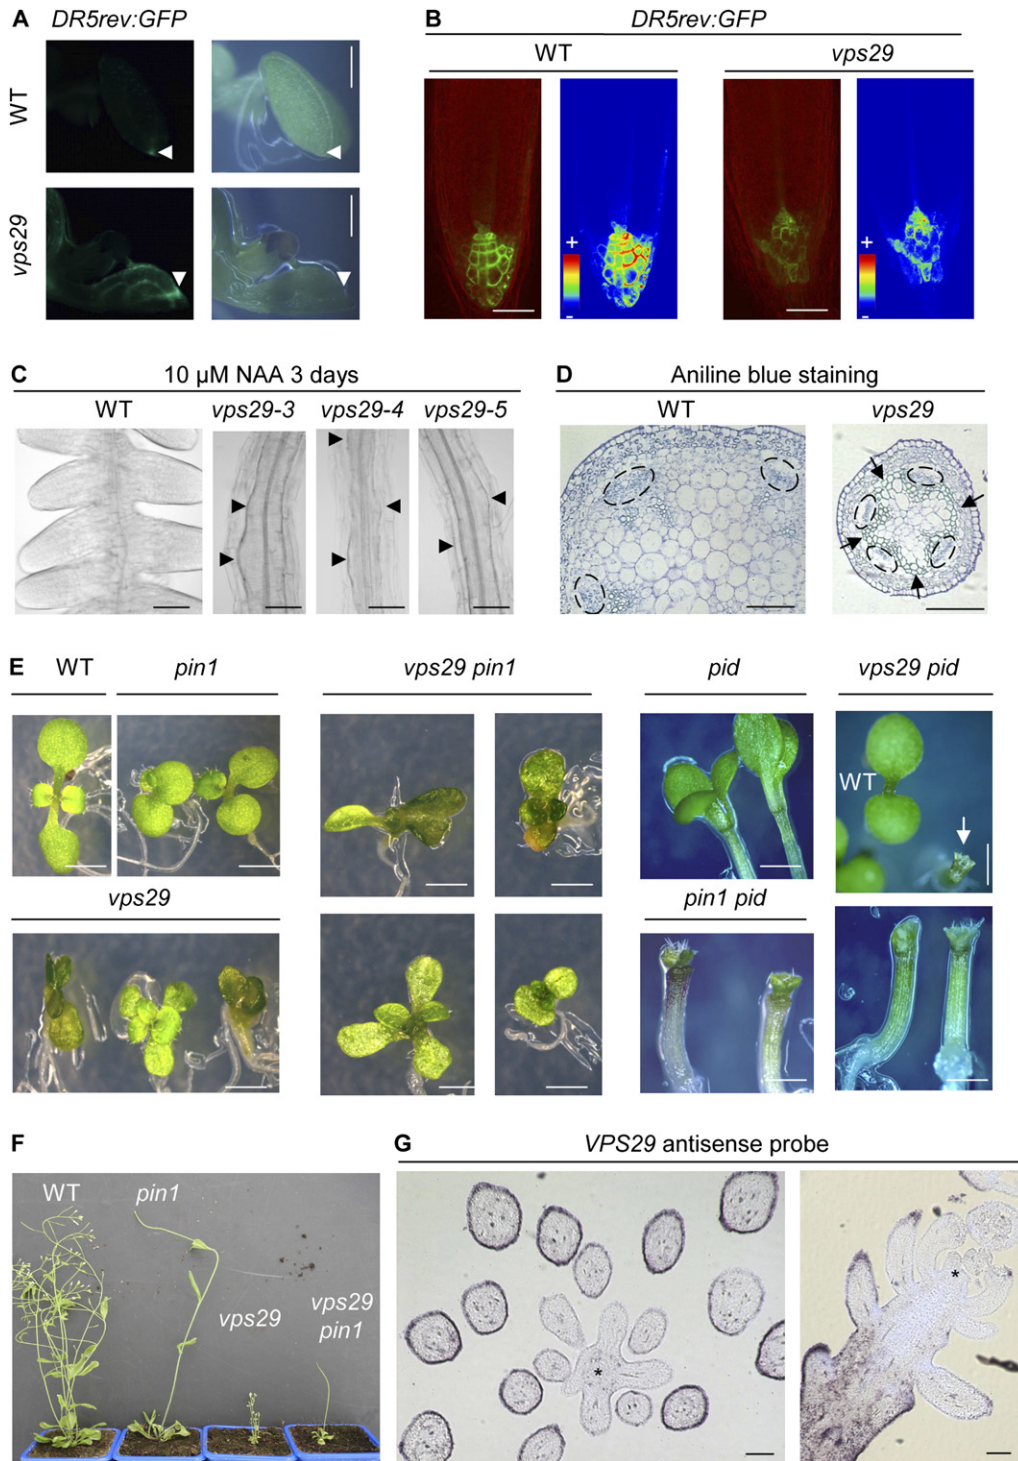 A DR5rev:GFP
WT
vps29
B DR5rev:GFP
WT vps29
+ +
- -
C 10 µM NAA 3 days
WT vps29-3 vps29-4 vps29-5
D Aniline blue staining
WT vps29
*E* WT pin1 vps29 pin1 pid vps29 pid
WT
vps29 pin1 pid
F
WT pin1
vps29 vps29
pin1
G VPS29 antisense probe
* *